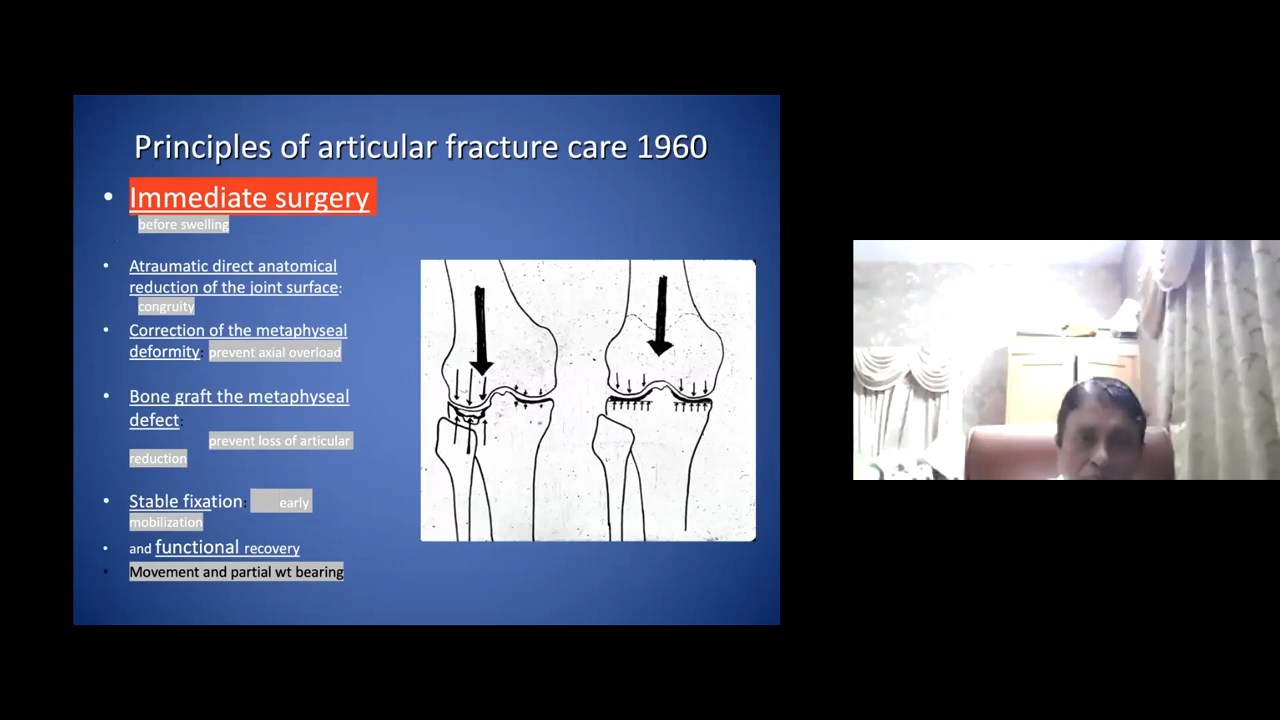 Principles of articular fracture care 1960
• Immediate surgery
before swelling
• Atraumatic direct anatomical
reduction of the joint surface:
congruity
• Correction of the metaphyseal
deformity: prevent axial overload
• Bone graft the metaphyseal
defect:
prevent loss of articular
reduction
• Stable fixation: early
mobilization
• and functional recovery
• Movement and partial wt bearing